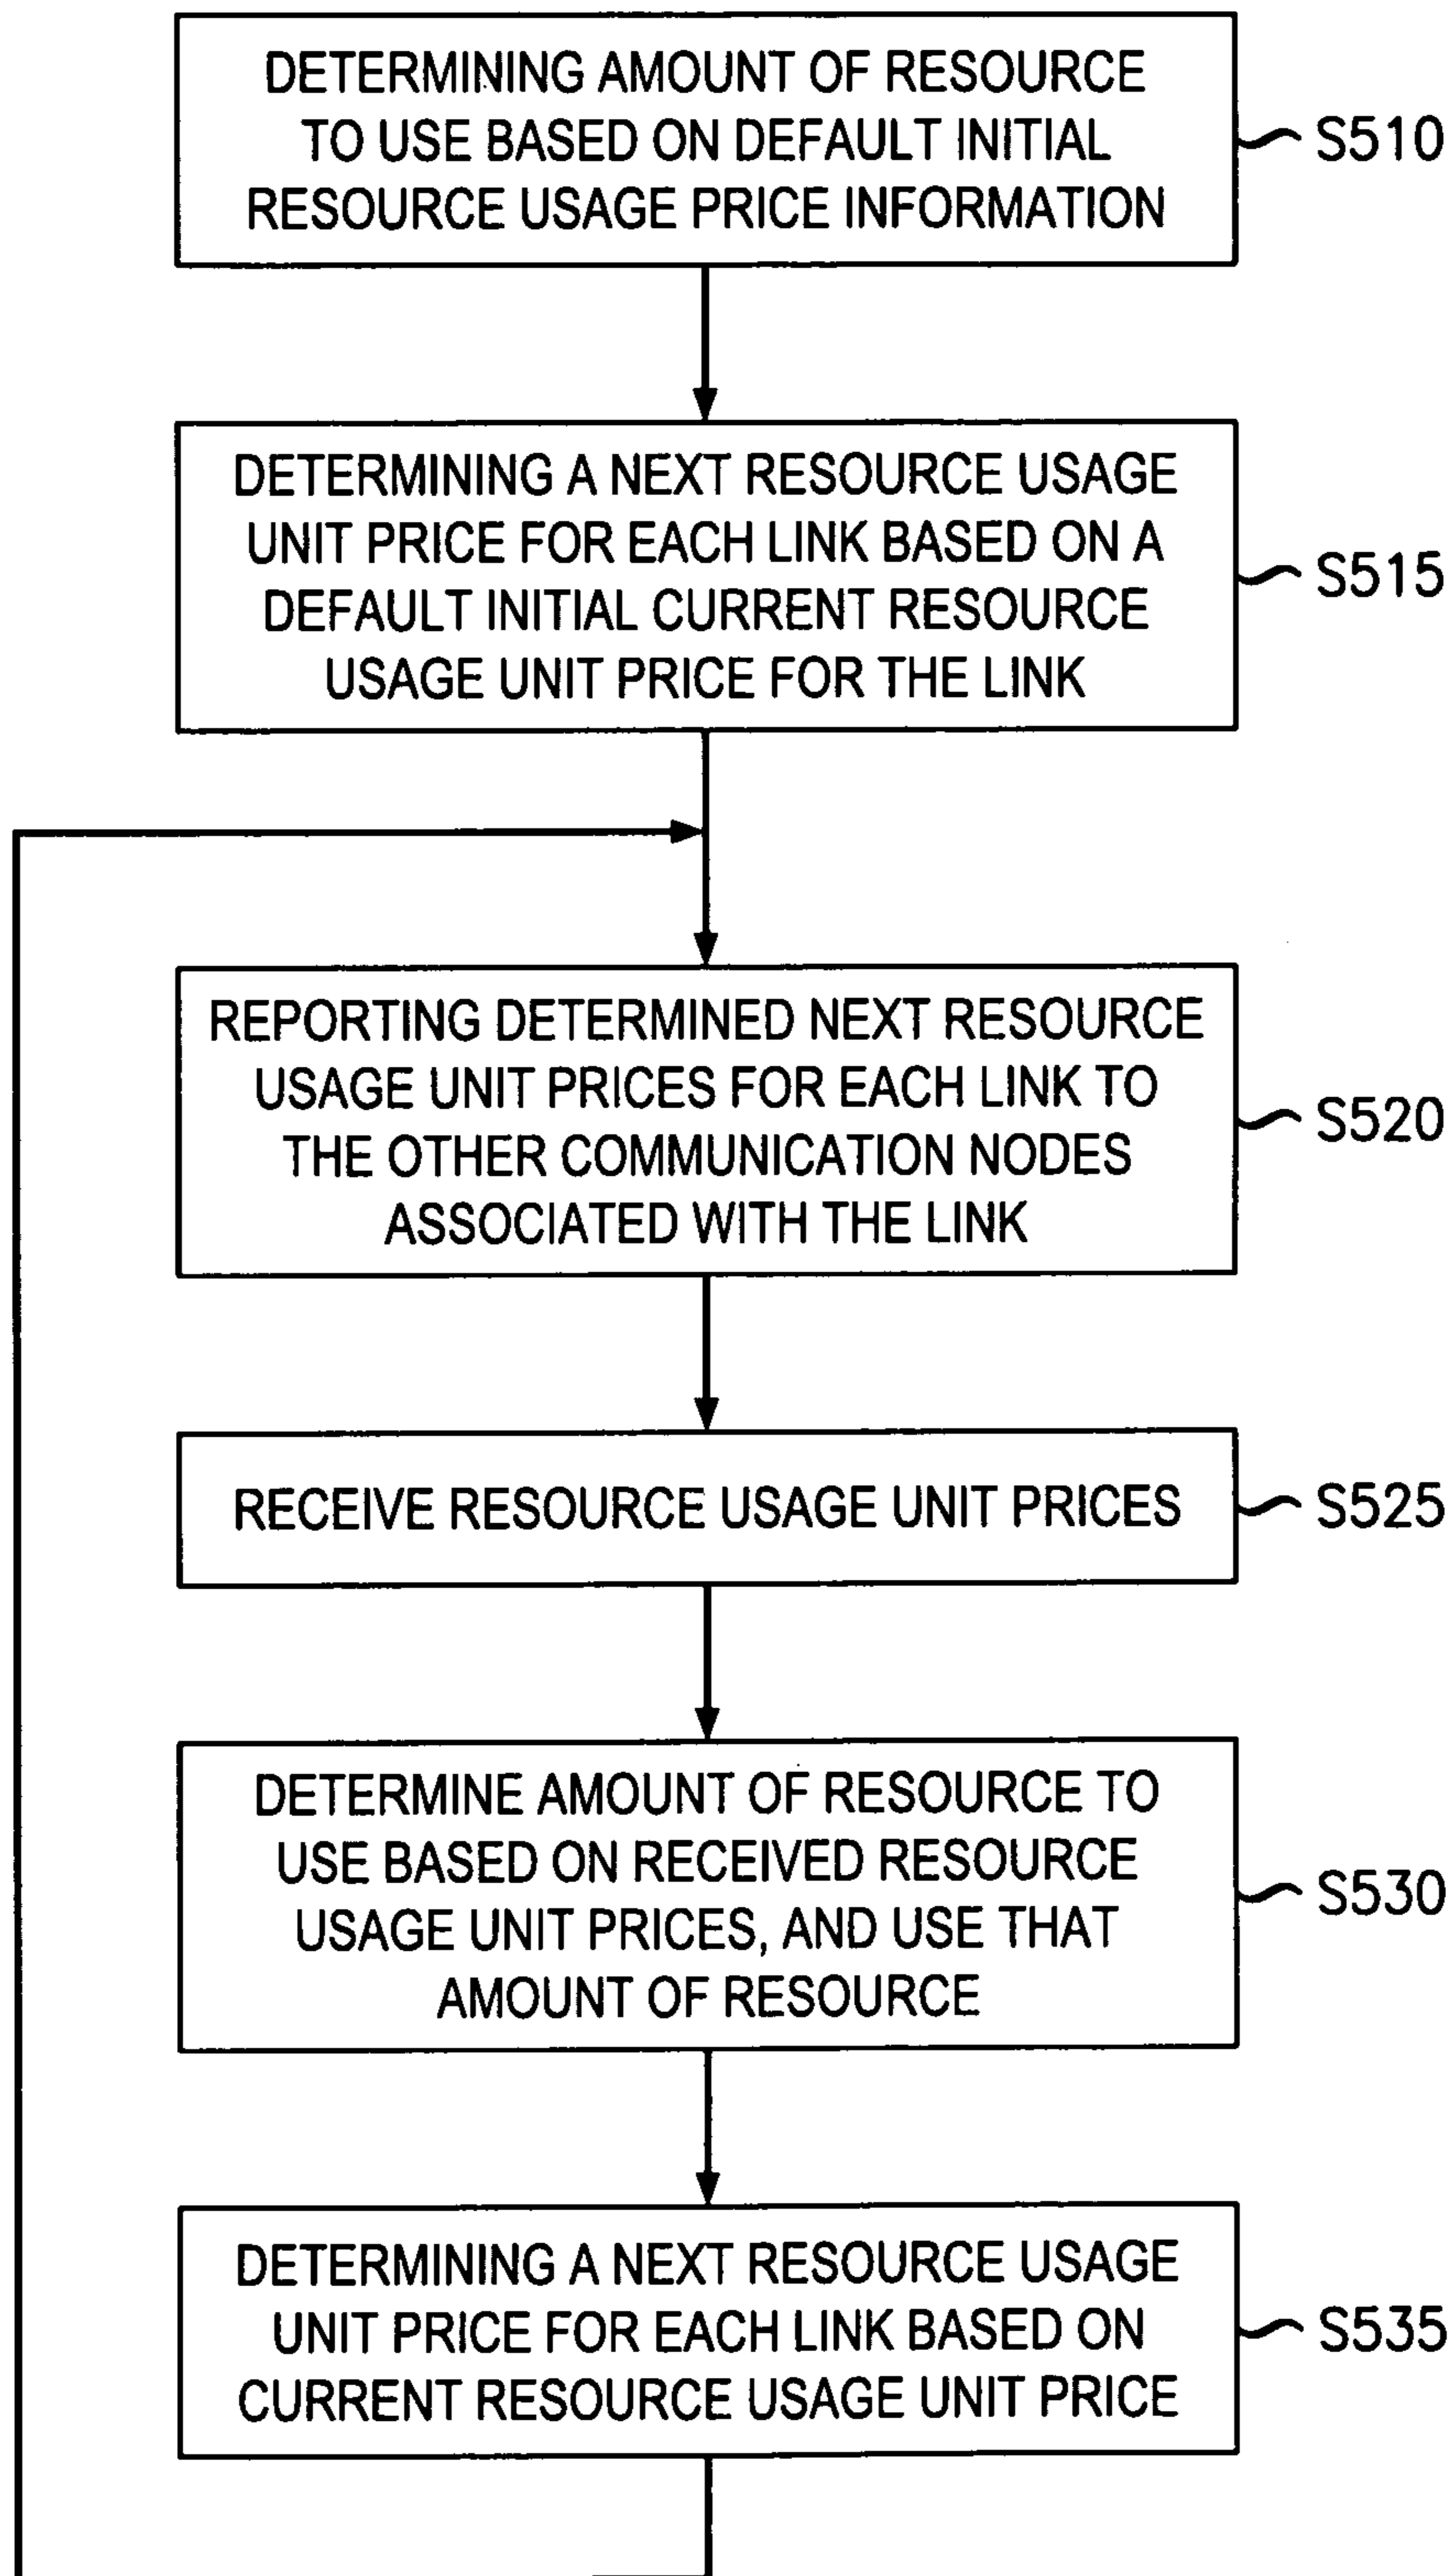 DETERMINING AMOUNT OF RESOURCE
TO USE BASED ON DEFAULT INITIAL
RESOURCE USAGE PRICE INFORMATION
S510
DETERMINING A NEXT RESOURCE USAGE
UNIT PRICE FOR EACH LINK BASED ON A
DEFAULT INITIAL CURRENT RESOURCE
USAGE UNIT PRICE FOR THE LINK
S515
REPORTING DETERMINED NEXT RESOURCE
USAGE UNIT PRICES FOR EACH LINK TO
THE OTHER COMMUNICATION NODES
ASSOCIATED WITH THE LINK
S520
RECEIVE RESOURCE USAGE UNIT PRICES
S525
DETERMINE AMOUNT OF RESOURCE TO
USE BASED ON RECEIVED RESOURCE
USAGE UNIT PRICES, AND USE THAT
AMOUNT OF RESOURCE
S530
DETERMINING A NEXT RESOURCE USAGE
UNIT PRICE FOR EACH LINK BASED ON
CURRENT RESOURCE USAGE UNIT PRICE
S535